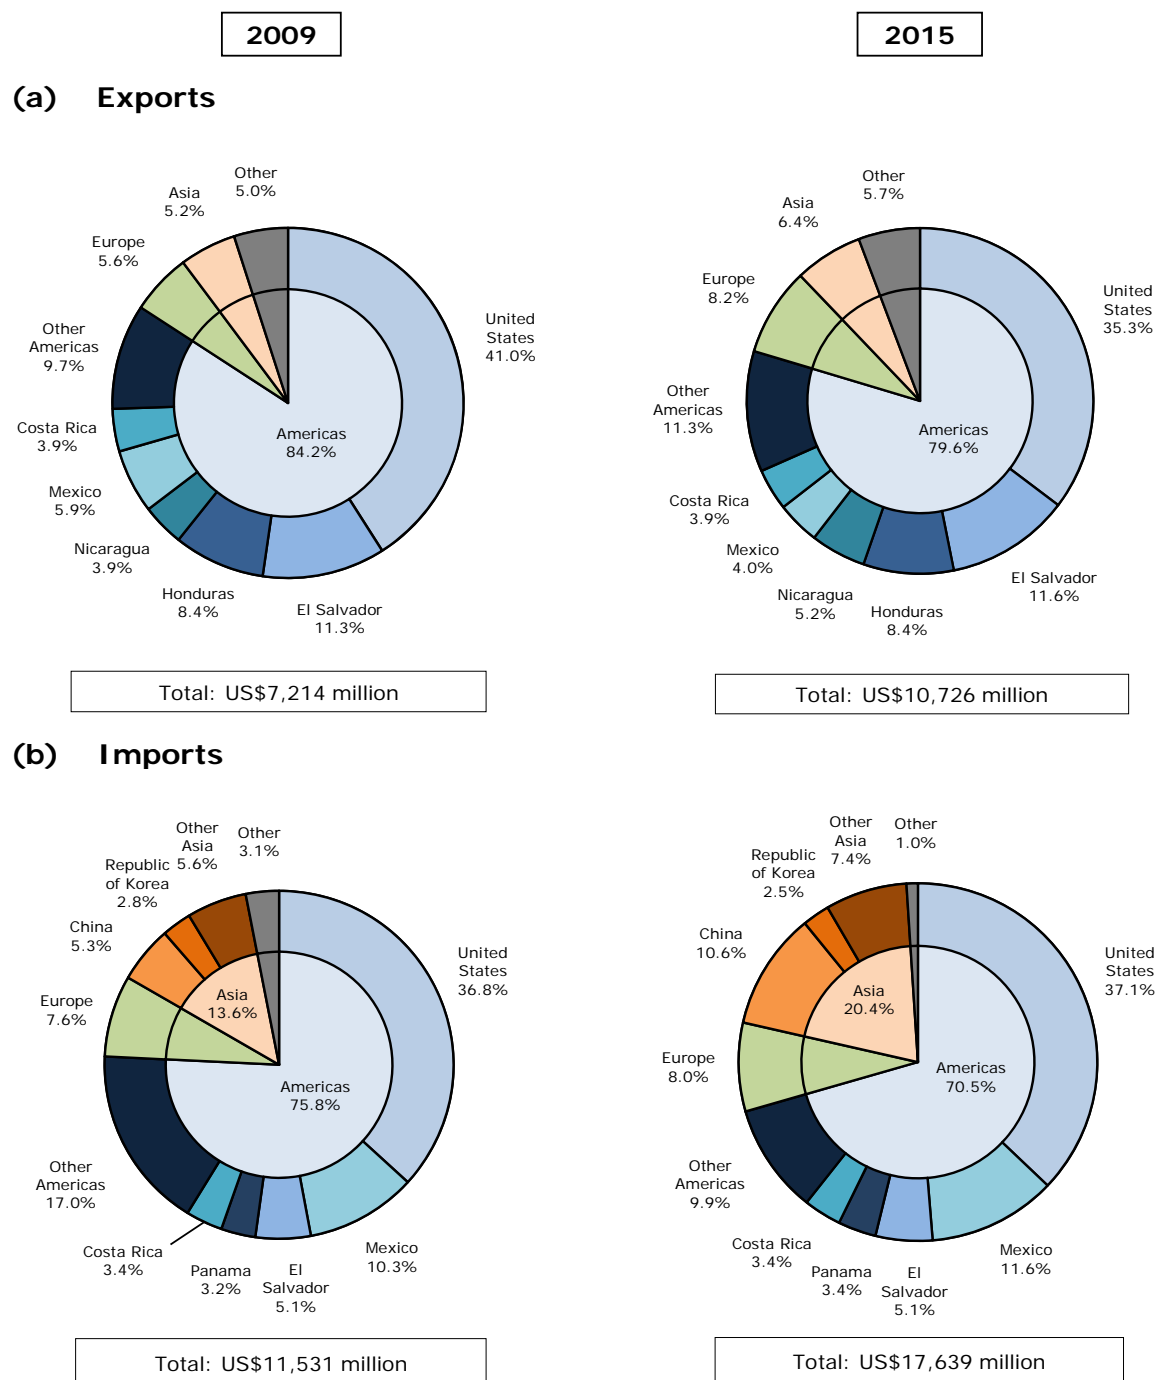 2009
2015
(a) Exports
Other
5.0%
Asia
5.2%
Europe
5.6%
Other
Americas
9.7%
Costa Rica
3.9%
Mexico
5.9%
Nicaragua
3.9%
Honduras
8.4%
El Salvador
11.3%
United
States
41.0%
Americas
84.2%
Total: US$7,214 million
Other
5.7%
Asia
6.4%
Europe
8.2%
Other
Americas
11.3%
Costa Rica
3.9%
Mexico
4.0%
Nicaragua
5.2%
Honduras
8.4%
El Salvador
11.6%
United
States
35.3%
Americas
79.6%
Total: US$10,726 million
(b) Imports
Other
3.1%
Other
Asia
5.6%
Republic
of Korea
2.8%
China
5.3%
Europe
7.6%
Other
Americas
17.0%
Costa Rica
3.4%
Panama
3.2%
El
Salvador
5.1%
Mexico
10.3%
United
States
36.8%
Asia
13.6%
Americas
75.8%
Total: US$11,531 million
Other
1.0%
Other
Asia
7.4%
Republic
of Korea
2.5%
China
10.6%
Europe
8.0%
Other
Americas
9.9%
Costa Rica
3.4%
Panama
3.4%
El
Salvador
5.1%
Mexico
11.6%
United
States
37.1%
Asia
20.4%
Americas
70.5%
Total: US$17,639 million